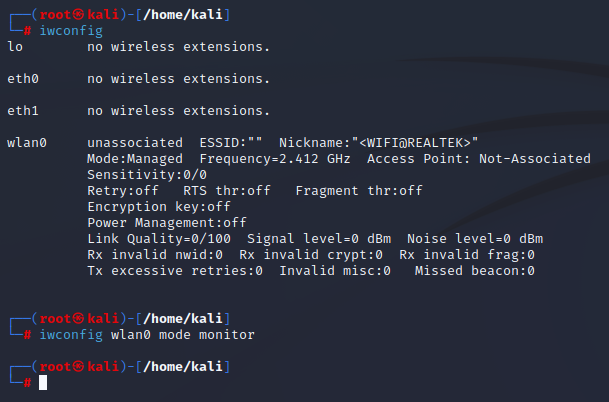 ┌──(root㉿kali)-[/home/kali]
└─# iwconfig
lo        no wireless extensions.
eth0      no wireless extensions.
eth1      no wireless extensions.
wlan0     unassociated  ESSID:""  Nickname:"<WIFI@REALTEK>"
          Mode:Managed  Frequency=2.412 GHz  Access Point: Not-Associated
          Sensitivity:0/0
          Retry:off   RTS thr:off   Fragment thr:off
          Encryption key:off
          Power Management:off
          Link Quality=0/100  Signal level=0 dBm  Noise level=0 dBm
          Rx invalid nwid:0  Rx invalid crypt:0  Rx invalid frag:0
          Tx excessive retries:0  Invalid misc:0   Missed beacon:0
┌──(root㉿kali)-[/home/kali]
└─# iwconfig wlan0 mode monitor
┌──(root㉿kali)-[/home/kali]
└─#